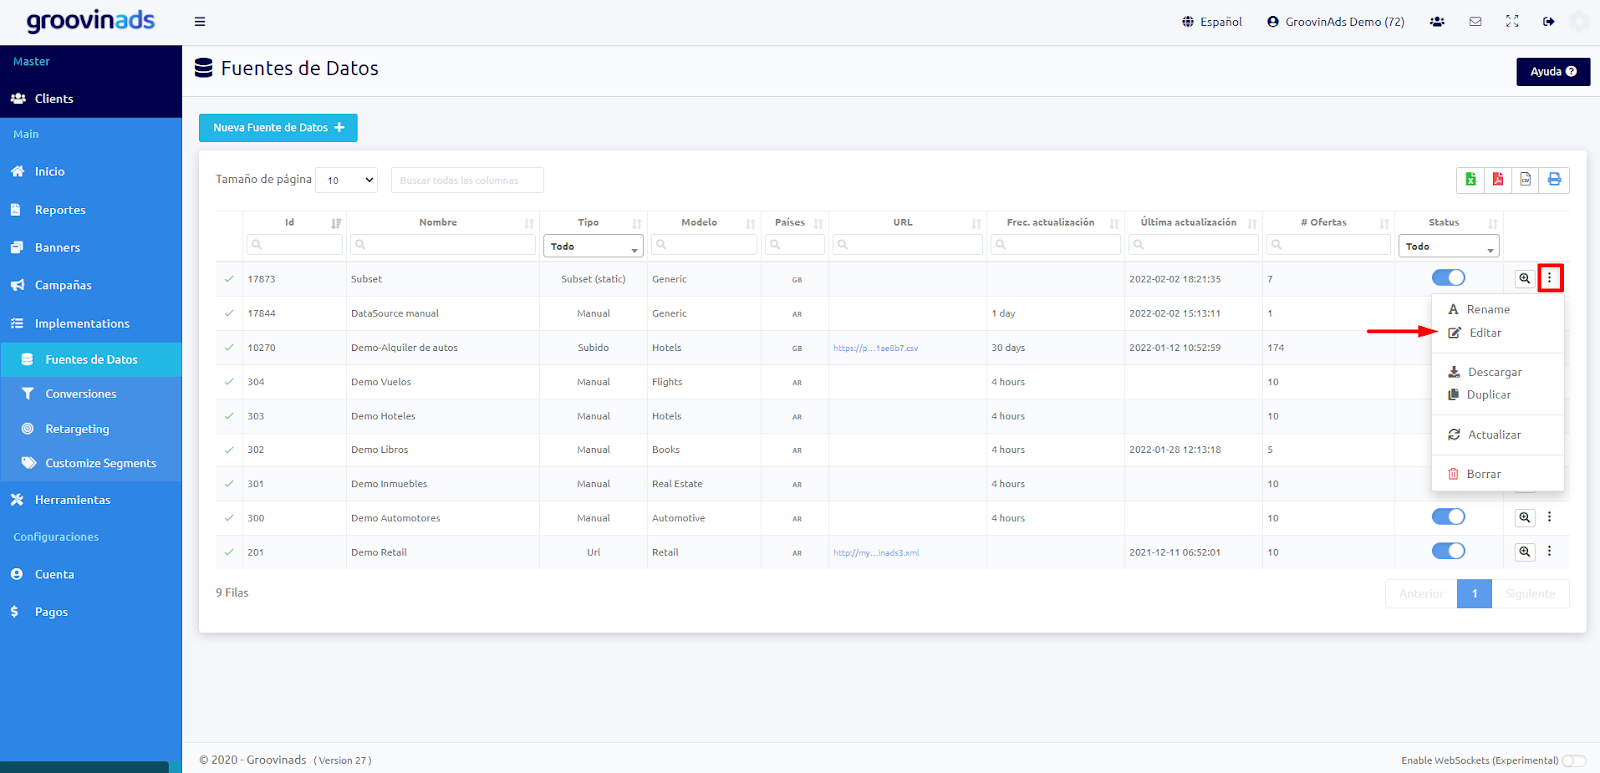 groovinads
Español
GroovinAds Demo (72)
Master
Clients
Main
Inicio
Reportes
Banners
Campañas
Implementations
Fuentes de Datos
Conversiones
Retargeting
Customize Segments
Herramientas
Configuraciones
Cuenta
Pagos
Fuentes de Datos
Ayuda
Nueva Fuente de Datos
Tamaño de página 10 Buscar todas las columnas
Id Nombre Tipo Modelo Países URL Frec. actualización Última actualización # Ofertas Status
Todo Todo
17873 Subset Subset (static) Generic GB 2022-02-02 18:21:35 7
17844 DataSource manual Manual Generic AR 1 day 2022-02-02 15:13:11 1
10270 Demo-Alquiler de autos Subido Hotels GB https://p...1ae8b7.csv 30 days 2022-01-12 10:52:59 174
304 Demo Vuelos Manual Flights AR 4 hours 10
303 Demo Hoteles Manual Hotels AR 4 hours 10
302 Demo Libros Manual Books AR 4 hours 2022-01-28 12:13:18 5
301 Demo Inmuebles Manual Real Estate AR 4 hours 10
300 Demo Automotores Manual Automotive AR 4 hours 10
201 Demo Retail Url Retail AR http://my...inads3.xml 2021-12-11 06:52:01 10
Rename
Editar
Descargar
Duplicar
Actualizar
Borrar
9 Filas
Anterior 1 Siguiente
© 2020 - Groovinads ( Version 27 )
Enable WebSockets (Experimental)